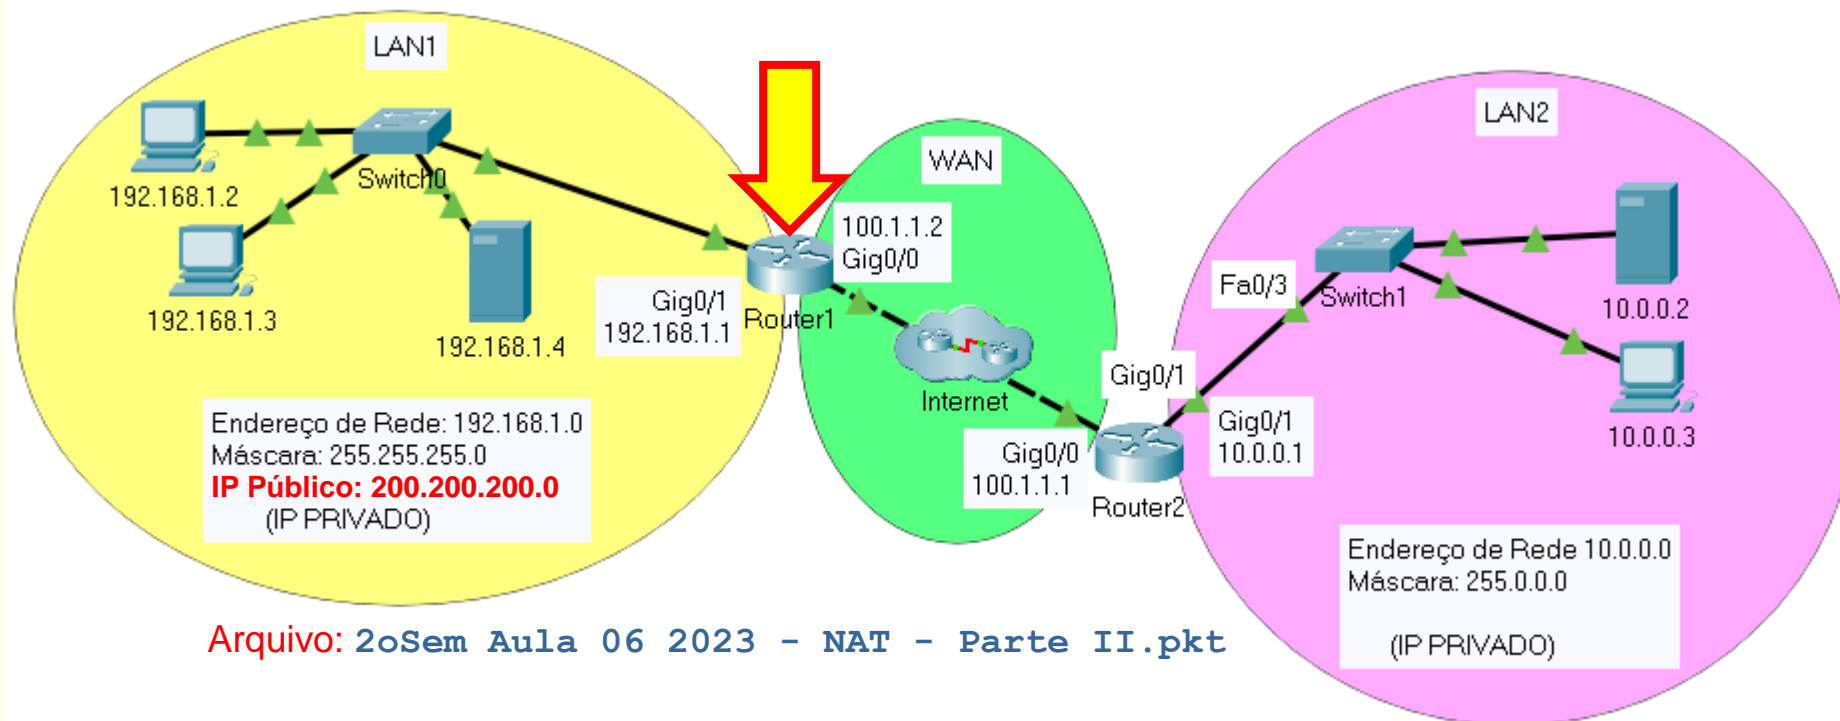 LAN1
192.168.1.2
Switch0
192.168.1.3
192.168.1.4
Gig0/1
192.168.1.1
Router1
100.1.1.2
Gig0/0
Endereço de Rede: 192.168.1.0
Máscara: 255.255.255.0
IP Público: 200.200.200.0
(IP PRIVADO)
WAN
Internet
Gig0/0
100.1.1.1
Router2
Gig0/1
Gig0/1
10.0.0.1
LAN2
Fa0/3
Switch1
10.0.0.2
10.0.0.3
Endereço de Rede 10.0.0.0
Máscara: 255.0.0.0
(IP PRIVADO)
Arquivo: 2oSem Aula 06 2023 - NAT - Parte II.pkt